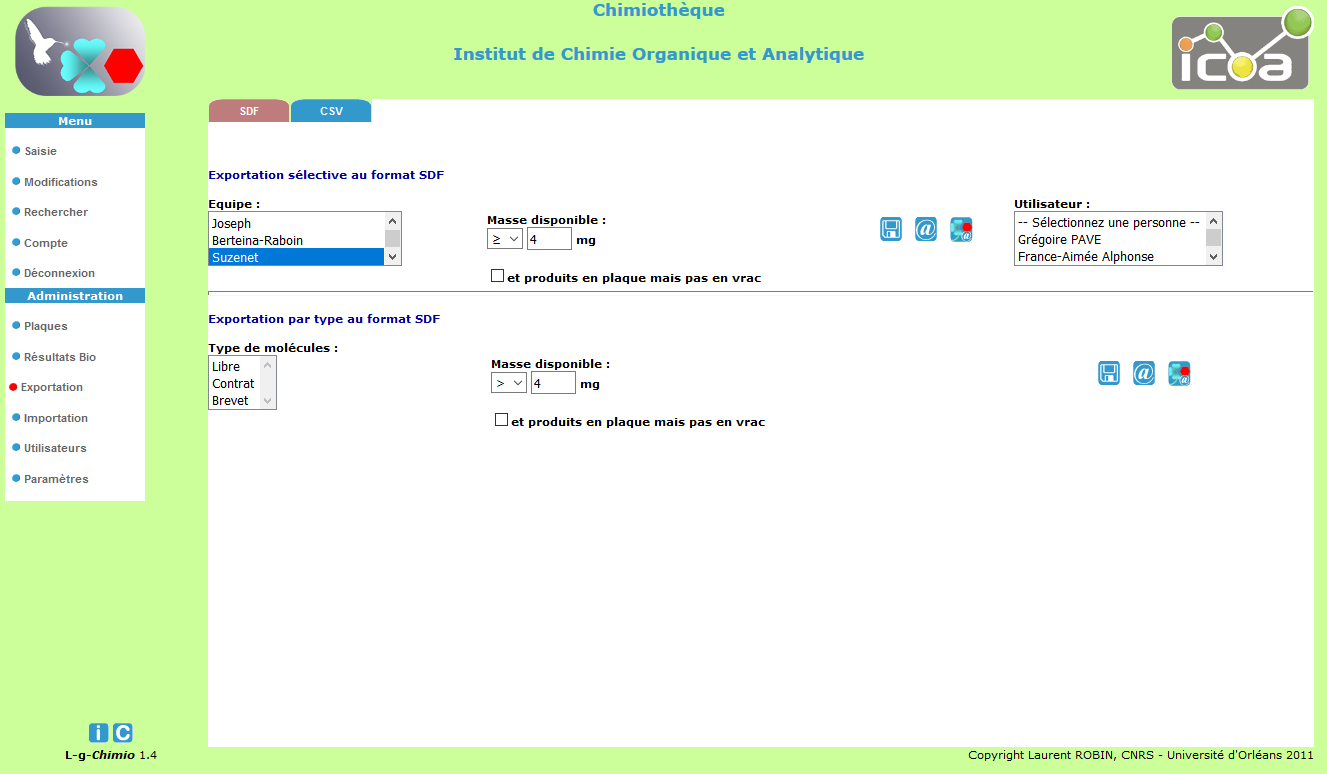 Chimiothèque
Institut de Chimie Organique et Analytique
icoa
Menu
Saisie
Modifications
Rechercher
Compte
Déconnexion
Administration
Plaques
Résultats Bio
Exportation
Importation
Utilisateurs
Paramètres
SDF CSV
Exportation sélective au format SDF
Equipe :
Joseph
Berteina-Raboin
Suzenet
Masse disponible :
≥ 4 mg
et produits en plaque mais pas en vrac
@ @
Utilisateur :
-- Sélectionnez une personne --
Grégoire PAVE
France-Aimée Alphonse
Exportation par type au format SDF
Type de molécules :
Libre
Contrat
Brevet
Masse disponible :
> 4 mg
et produits en plaque mais pas en vrac
@ @
i C
L-g-Chimio 1.4
Copyright Laurent ROBIN, CNRS - Université d'Orléans 2011